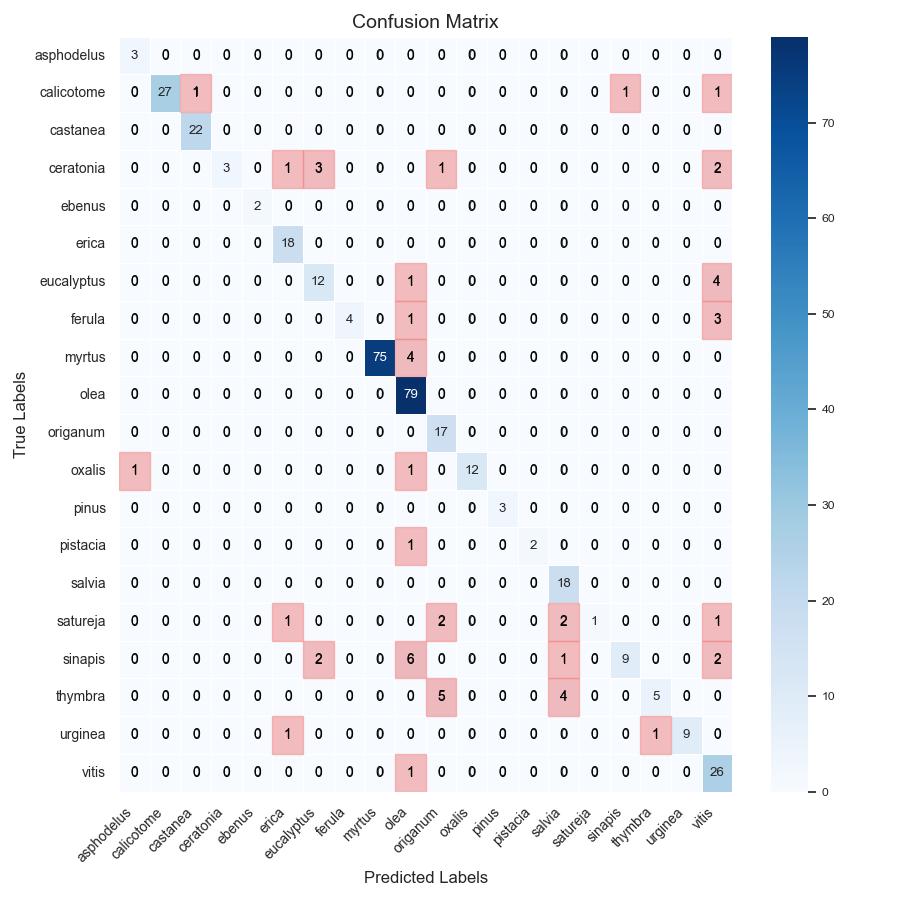 Confusion Matrix
asphodelus 3 0 0 0 0 0 0 0 0 0 0 0 0 0 0 0 0 0 0 0
calicotome 0 27 1 0 0 0 0 0 0 0 0 0 0 0 0 0 1 0 0 1
castanea 0 0 22 0 0 0 0 0 0 0 0 0 0 0 0 0 0 0 0 0
ceratonia 0 0 0 3 0 1 3 0 0 0 1 0 0 0 0 0 0 0 0 2
ebenus 0 0 0 0 2 0 0 0 0 0 0 0 0 0 0 0 0 0 0 0
erica 0 0 0 0 0 18 0 0 0 0 0 0 0 0 0 0 0 0 0 0
eucalyptus 0 0 0 0 0 0 12 0 0 1 0 0 0 0 0 0 0 0 0 4
ferula 0 0 0 0 0 0 0 4 0 1 0 0 0 0 0 0 0 0 0 3
myrtus 0 0 0 0 0 0 0 0 75 4 0 0 0 0 0 0 0 0 0 0
olea 0 0 0 0 0 0 0 0 0 79 0 0 0 0 0 0 0 0 0 0
origanum 0 0 0 0 0 0 0 0 0 0 17 0 0 0 0 0 0 0 0 0
oxalis 1 0 0 0 0 0 0 0 0 1 0 12 0 0 0 0 0 0 0 0
pinus 0 0 0 0 0 0 0 0 0 0 0 0 3 0 0 0 0 0 0 0
pistacia 0 0 0 0 0 0 0 0 0 1 0 0 0 2 0 0 0 0 0 0
salvia 0 0 0 0 0 0 0 0 0 0 0 0 0 0 18 0 0 0 0 0
satureja 0 0 0 0 0 1 0 0 0 0 2 0 0 0 2 1 0 0 0 1
sinapis 0 0 0 0 0 0 2 0 0 6 0 0 0 0 1 0 9 0 0 2
thymbra 0 0 0 0 0 0 0 0 0 0 5 0 0 0 4 0 0 5 0 0
urginea 0 0 0 0 0 1 0 0 0 0 0 0 0 0 0 0 0 1 9 0
vitis 0 0 0 0 0 0 0 0 0 1 0 0 0 0 0 0 0 0 0 26
True Labels
asphodelus
calicotome
castanea
ceratonia
ebenus
erica
eucalyptus
ferula
myrtus
olea
origanum
oxalis
pinus
pistacia
salvia
satureja
sinapis
thymbra
urginea
vitis
Predicted Labels
70
60
50
40
30
20
10
0